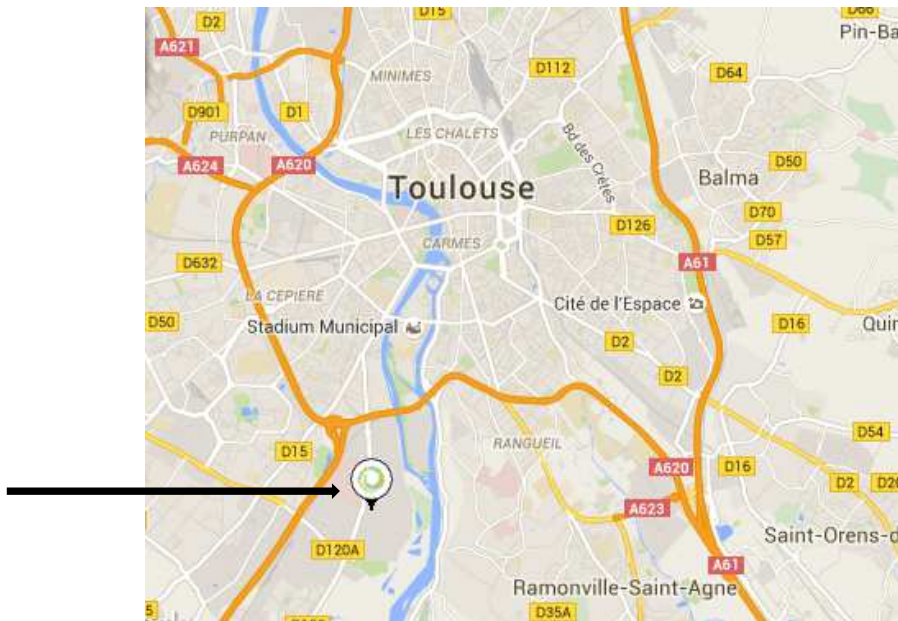 D15
D66
D2
Pin-Ba
A621
MINIMES
D112
D64
D901
D1
PURPAN
LES CHALETS
Bd des Crêtes
A624
A620
D50
Toulouse
Balma
D70
D126
D57
CARMES
D632
A61
LA CEPIERE
Cité de l'Espace
D50
Stadium Municipal
D16
Quin
D2
D2
D15
RANGUEIL
D54
A620
D16
D2
D20
A623
D120A
Saint-Orens-d
A61
Ramonville-Saint-Agne
D35A